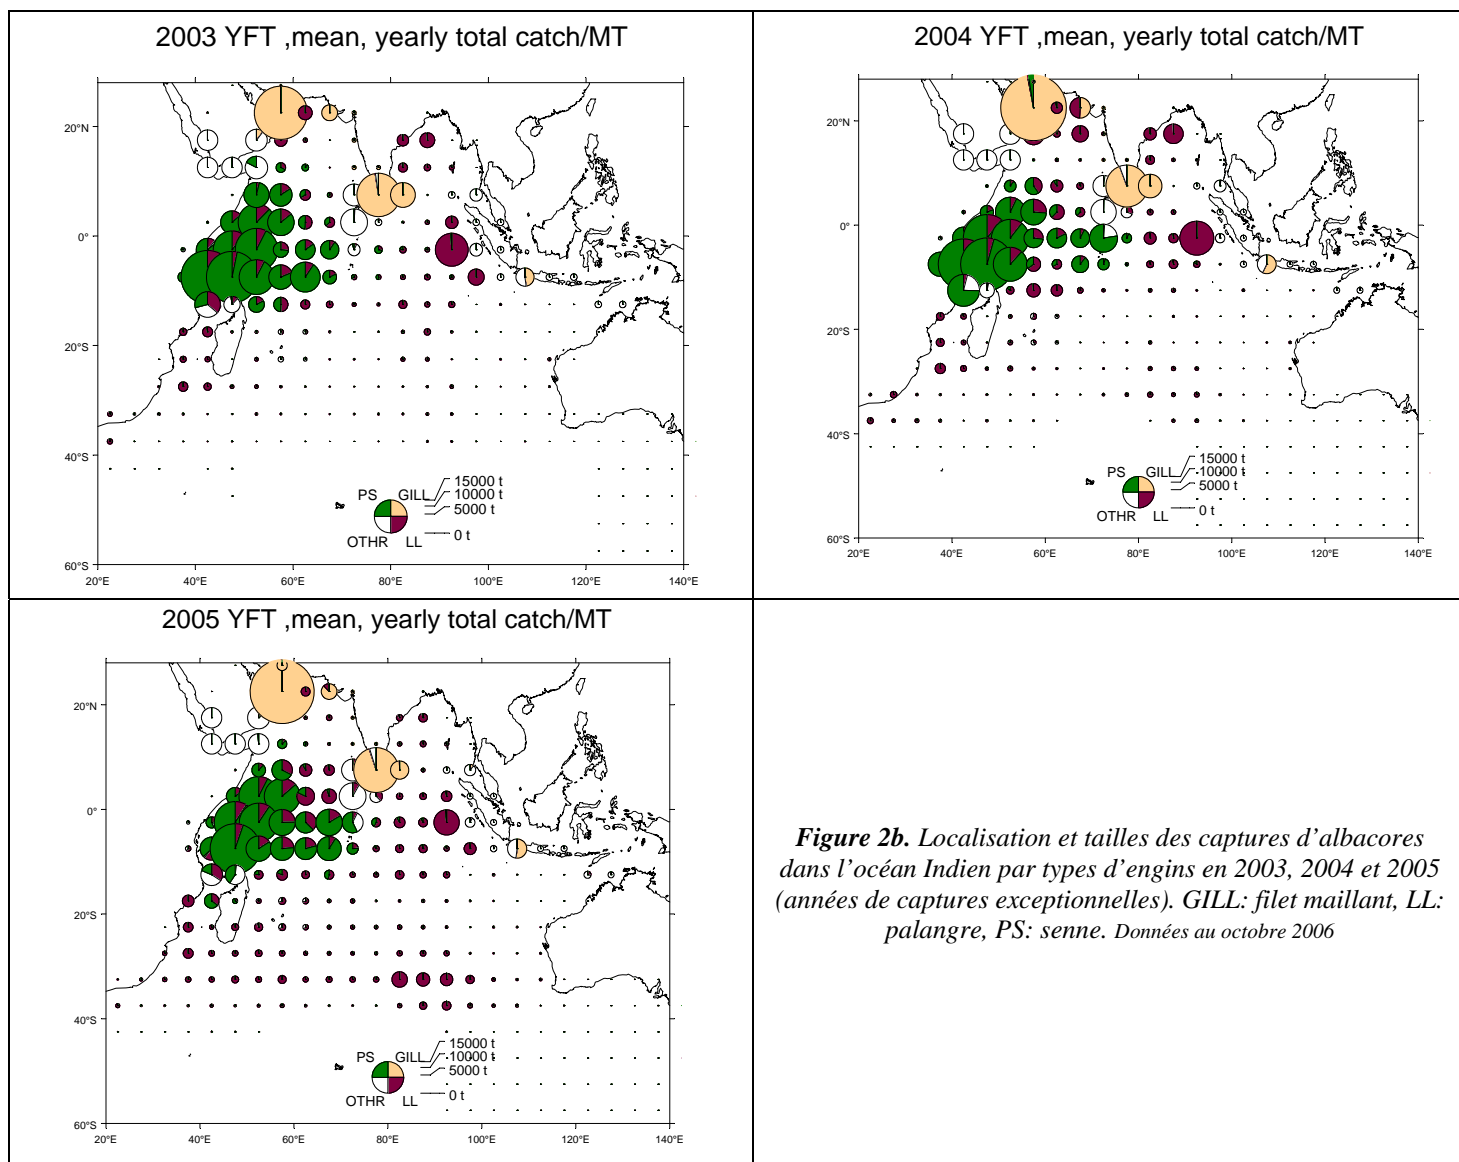 2003 YFT ,mean, yearly total catch/MT
20°N
0°
20°S
40°S
60°S
15000 t
10000 t
5000 t
0 t
PS GILL
OTHR LL
20°E 40°E 60°E 80°E 100°E 120°E 140°E
2004 YFT ,mean, yearly total catch/MT
20°N
0°
20°S
40°S
60°S
15000 t
10000 t
5000 t
0 t
PS GILL
OTHR LL
20°E 40°E 60°E 80°E 100°E 120°E 140°E
2005 YFT ,mean, yearly total catch/MT
20°N
0°
20°S
40°S
60°S
15000 t
10000 t
5000 t
0 t
PS GILL
OTHR LL
20°E 40°E 60°E 80°E 100°E 120°E 140°E
Figure 2b. Localisation et tailles des captures d'albacores
dans l'océan Indien par types d'engins en 2003, 2004 et 2005
(années de captures exceptionnelles). GILL: filet maillant, LL:
palangre, PS: senne. Données au octobre 2006